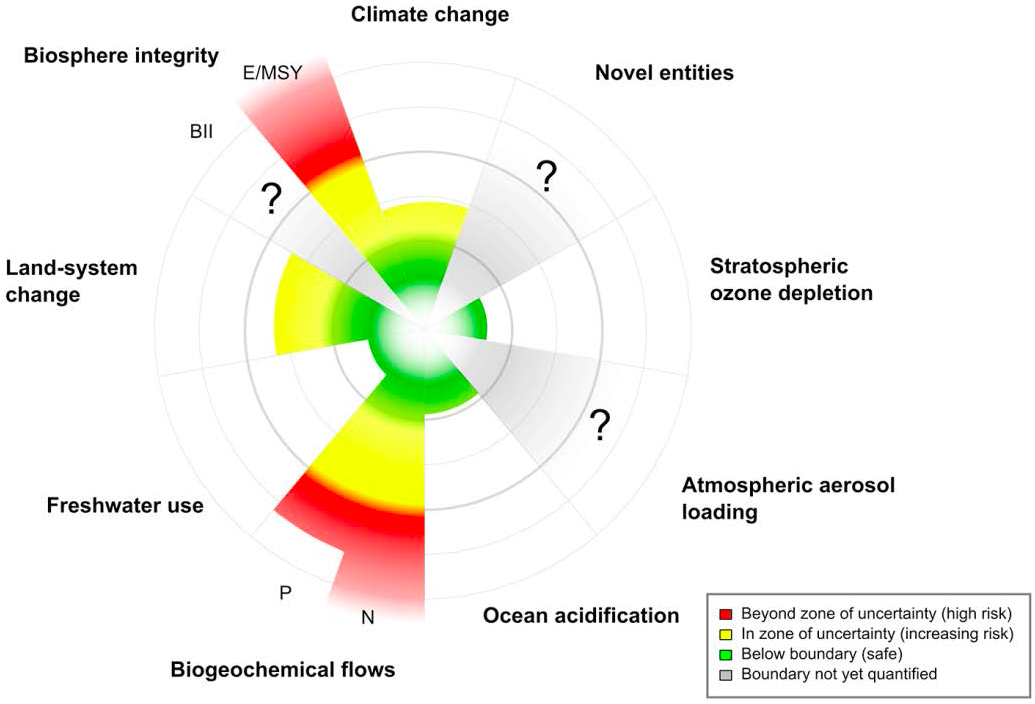 Climate change
Biosphere integrity
E/MSY
Novel entities
BII
?
?
Land-system
change
Stratospheric
ozone depletion
?
Freshwater use
Atmospheric aerosol
loading
P
N
Ocean acidification
Biogeochemical flows
Beyond zone of uncertainty (high risk)
In zone of uncertainty (increasing risk)
Below boundary (safe)
Boundary not yet quantified